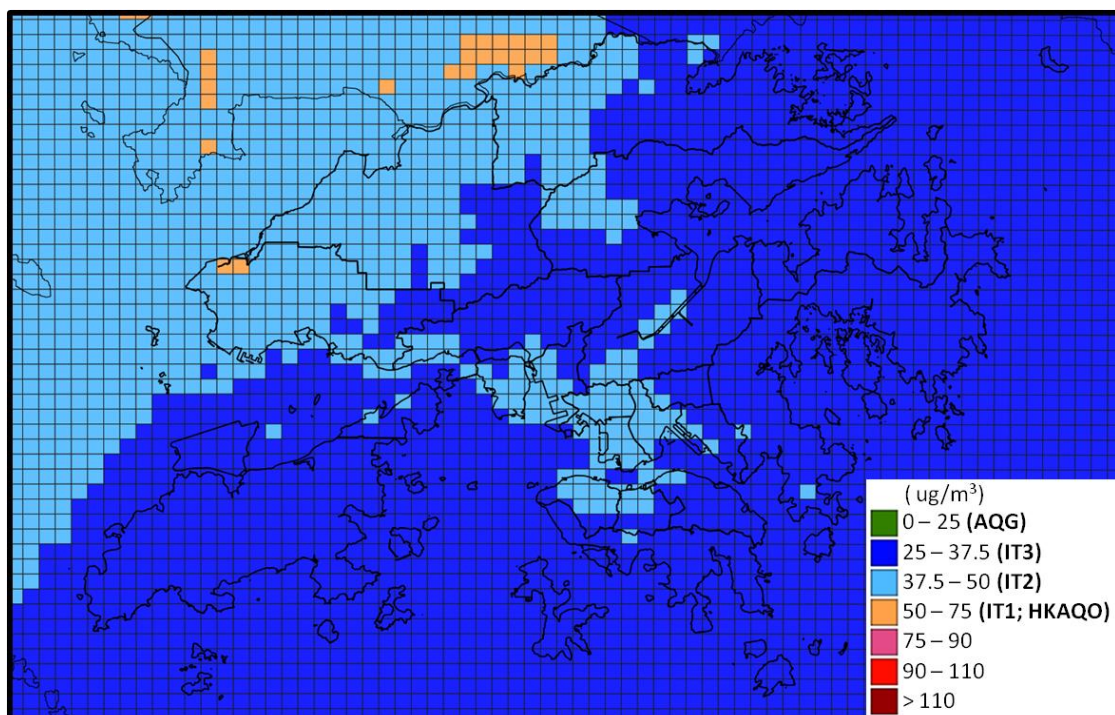 ( ug/m³)
0 – 25 (AQG)
25 – 37.5 (IT3)
37.5 – 50 (IT2)
50 – 75 (IT1; HKAQO)
75 – 90
90 – 110
> 110